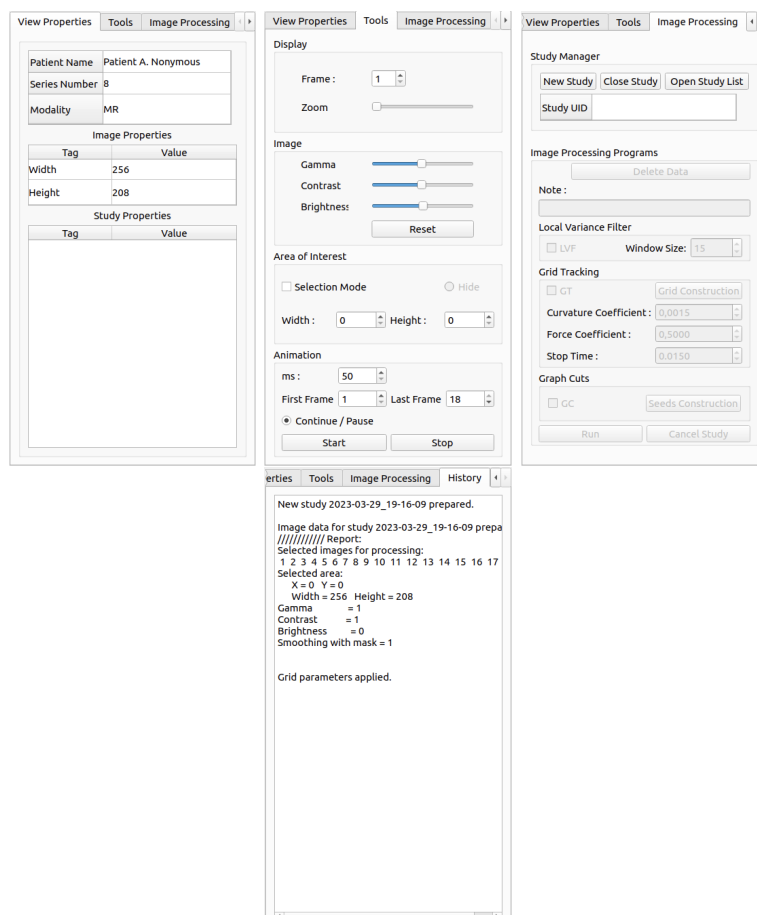 View Properties Tools Image Processing
Patient Name Patient A. Nonymous
Series Number 8
Modality MR
Image Properties
Tag Value
Width 256
Height 208
Study Properties
Tag Value
View Properties Tools Image Processing
Display
Frame : 1
Zoom
Image
Gamma
Contrast
Brightness
Reset
Area of Interest
Selection Mode Hide
Width : 0 Height : 0
Animation
ms : 50
First Frame 1 Last Frame 18
Continue / Pause
Start Stop
View Properties Tools Image Processing
Study Manager
New Study Close Study Open Study List
Study UID
Image Processing Programs
Delete Data
Note :
Local Variance Filter
LVF Window Size: 15
Grid Tracking
GT Grid Construction
Curvature Coefficient : 0,0015
Force Coefficient : 0,5000
Stop Time : 0.0150
Graph Cuts
GC Seeds Construction
Run Cancel Study
erties Tools Image Processing History
New study 2023-03-29_19-16-09 prepared.
Image data for study 2023-03-29_19-16-09 prepa
//////////// Report:
Selected images for processing:
1 2 3 4 5 6 7 8 9 10 11 12 13 14 15 16 17
Selected area:
X = 0 Y = 0
Width = 256 Height = 208
Gamma = 1
Contrast = 1
Brightness = 0
Smoothing with mask = 1
Grid parameters applied.